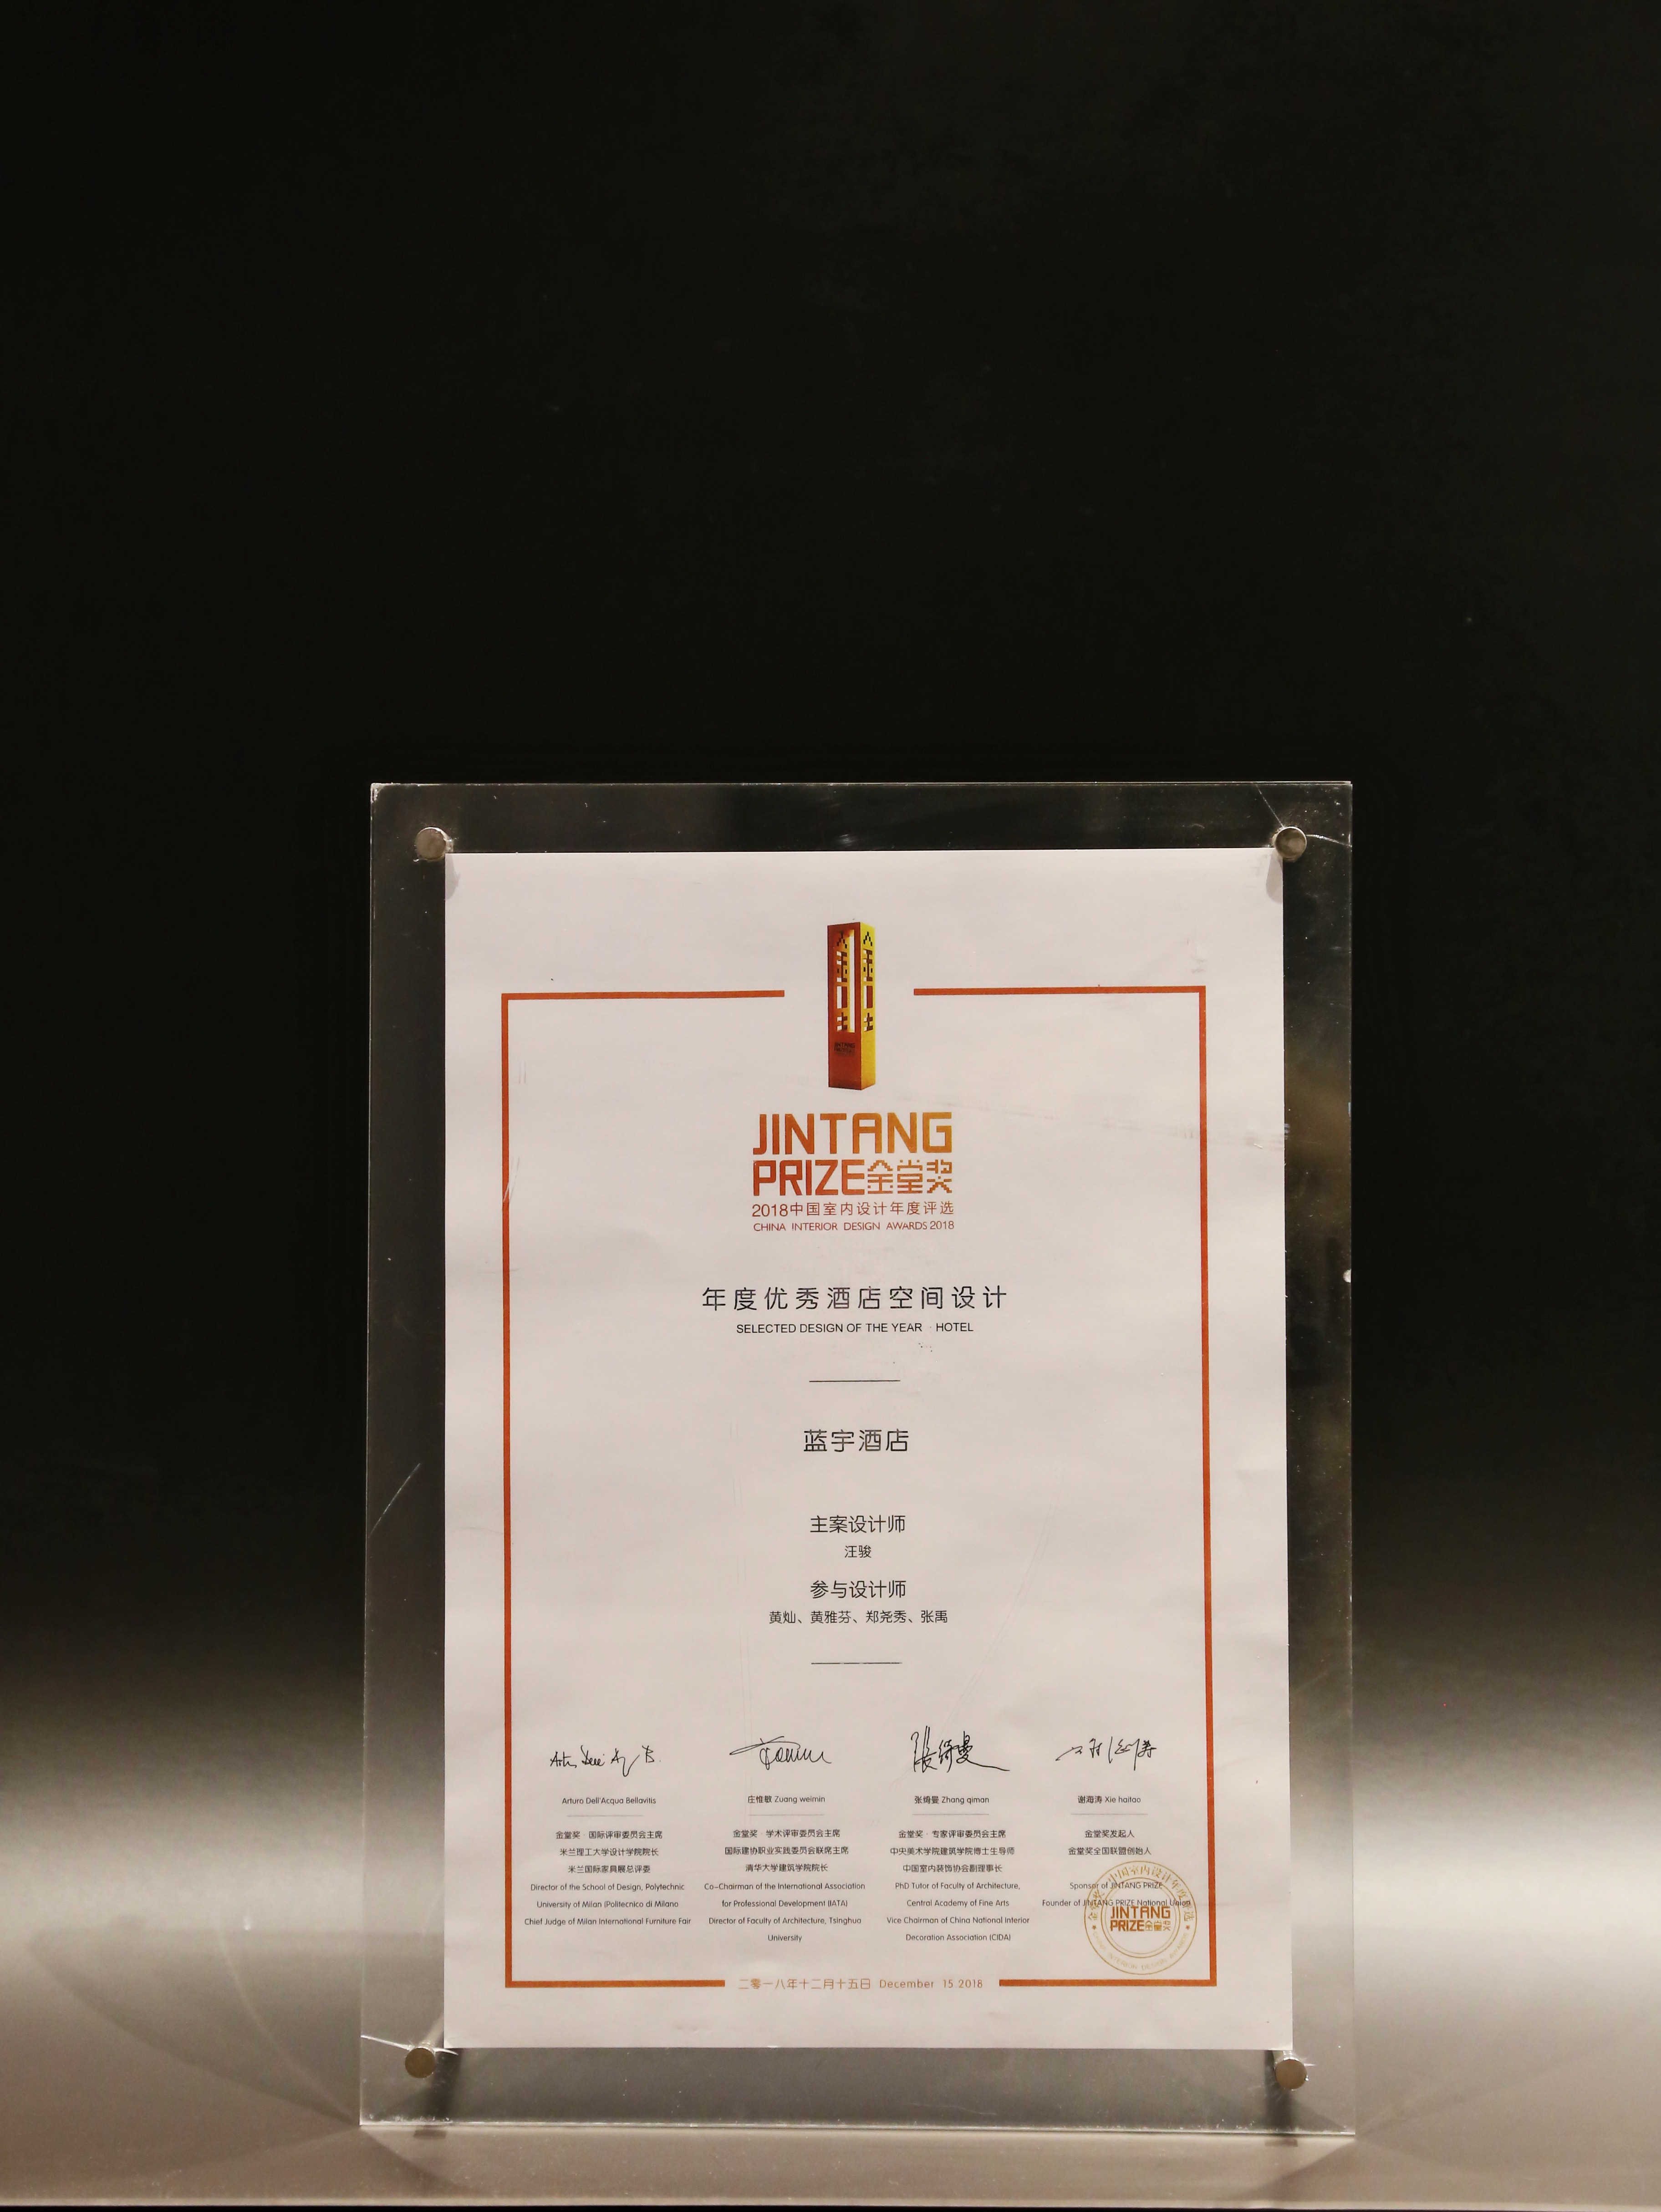 JINTANG
PRIZE金堂奖
2018中国室内设计年度评选
CHINA INTERIOR DESIGN AWARDS 2018
年度优秀酒店空间设计
SELECTED DESIGN OF THE YEAR · HOTEL
蓝宇酒店
主案设计师
汪骏
参与设计师
黄灿、黄雅芬、郑尧秀、张禹
Arturo Dell'Acqua Bellavitis
金堂奖 · 国际评审委员会主席
米兰理工大学设计学院院长
米兰国际家具展总评委
Director of the School of Design, Polytechnic
University of Milan (Politecnico di Milano
Chief Judge of Milan International Furniture Fair
庄惟敏 Zuang weimin
金堂奖 · 学术评审委员会主席
国际建协职业实践委员会联席主席
清华大学建筑学院院长
Co-Chairman of the International Association
for Professional Development (IATA)
Director of Faculty of Architecture, Tsinghua
University
张绮曼 Zhang qiman
金堂奖 · 专家评审委员会主席
中央美术学院建筑学院博士生导师
中国室内装饰协会副理事长
PhD Tutor of Faculty of Architecture,
Central Academy of Fine Arts
Vice Chairman of China National Interior
Decoration Association (CIDA)
谢海涛 Xie haitao
金堂奖发起人
金堂奖全国联盟创始人
Sponsor of JINTANG PRIZE
Founder of JINTANG PRIZE National Union
JINTANG
PRIZE金堂奖
二零一八年十二月十五日 December 15 2018